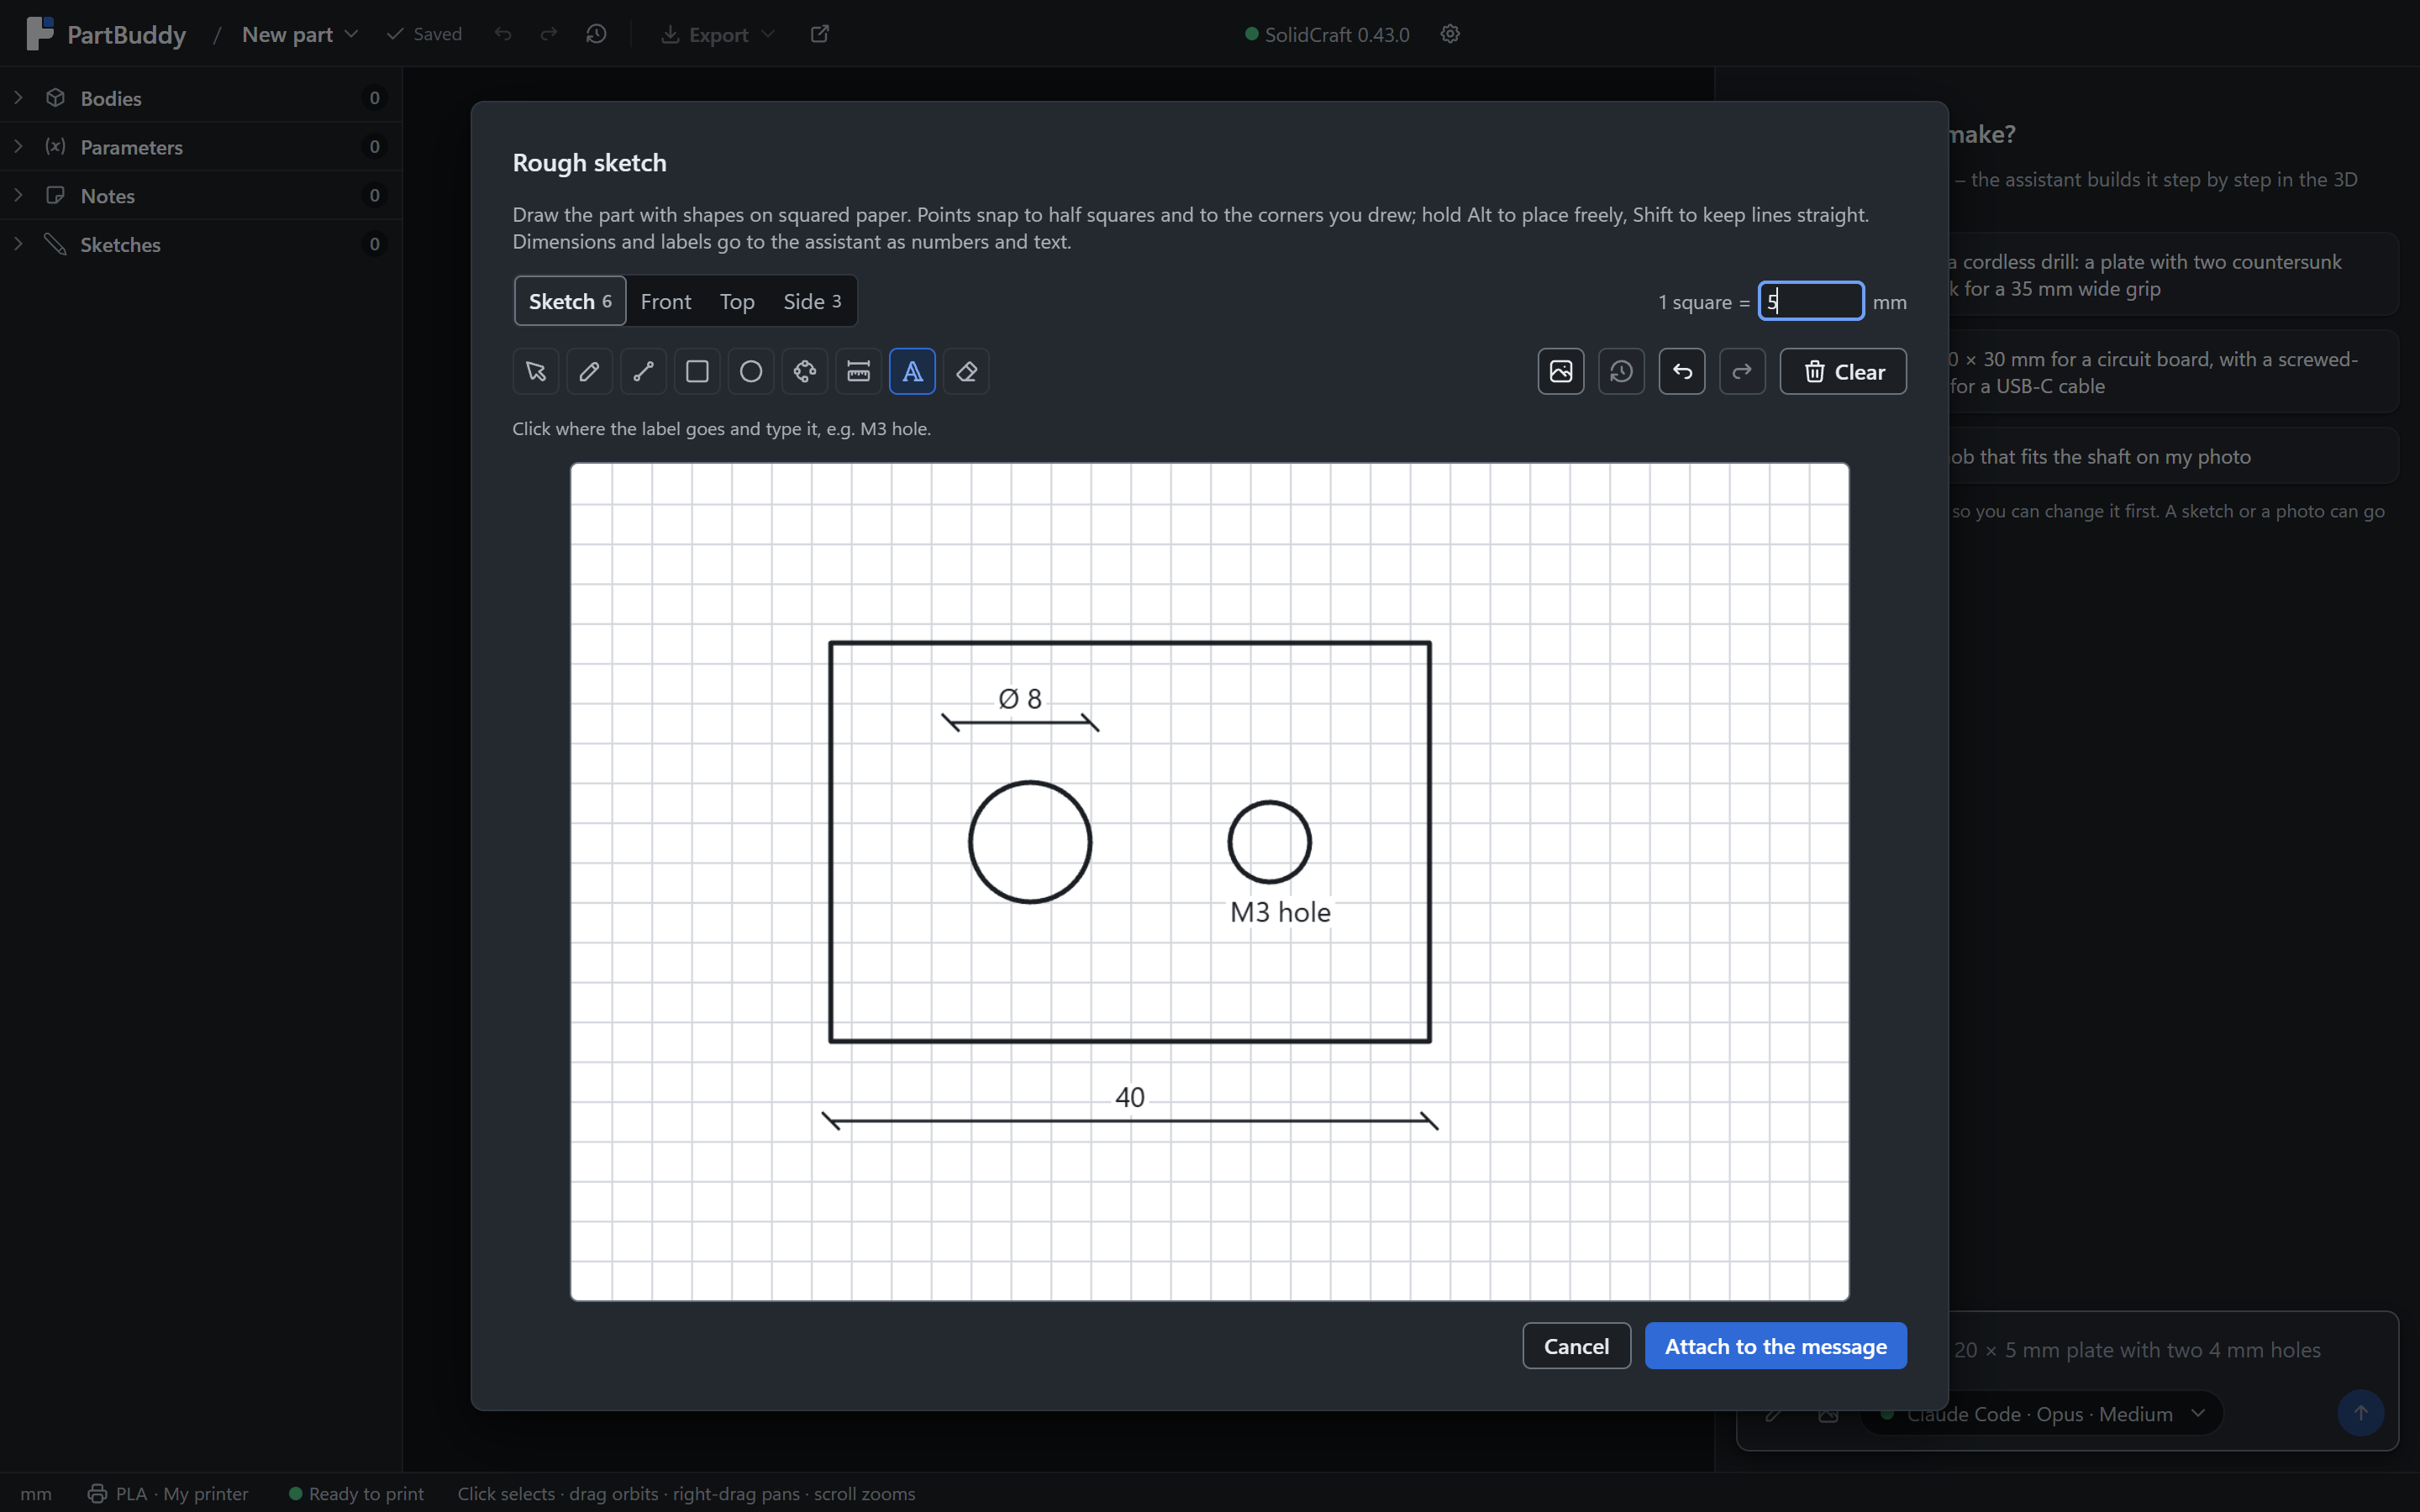 PartBuddy / New part Saved Export SolidCraft 0.43.0
Bodies 0
Parameters 0
Notes 0
Sketches 0
make?
– the assistant builds it step by step in the 3D
a cordless drill: a plate with two countersunk
k for a 35 mm wide grip
0 × 30 mm for a circuit board, with a screwed-
for a USB-C cable
ob that fits the shaft on my photo
so you can change it first. A sketch or a photo can go
Rough sketch
Draw the part with shapes on squared paper. Points snap to half squares and to the corners you drew; hold Alt to place freely, Shift to keep lines straight.
Dimensions and labels go to the assistant as numbers and text.
Sketch 6 Front Top Side 3
1 square = 5 mm
A
Clear
Click where the label goes and type it, e.g. M3 hole.
Ø 8
M3 hole
40
Cancel Attach to the message
20 × 5 mm plate with two 4 mm holes
Claude Code · Opus · Medium
mm PLA · My printer Ready to print Click selects · drag orbits · right-drag pans · scroll zooms